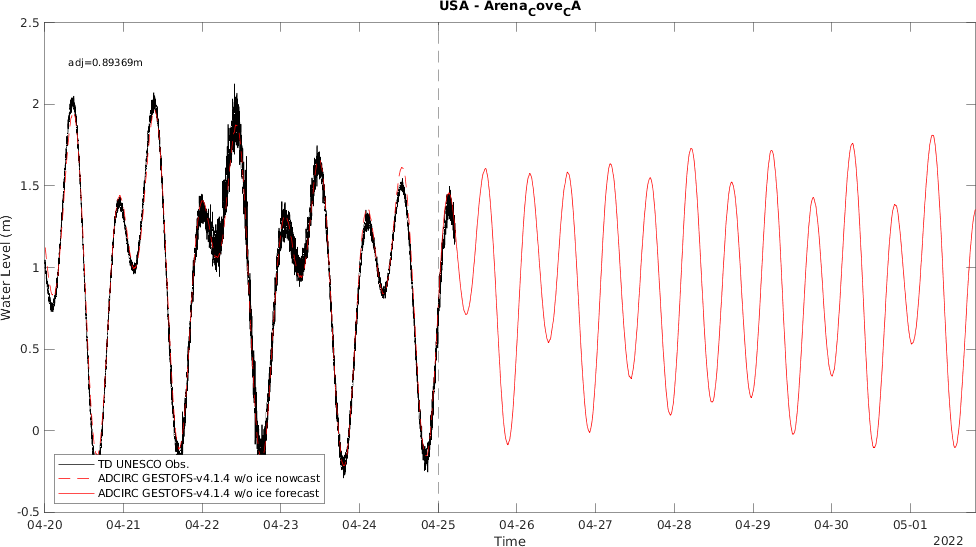 USA - Arena_Cove_CA
adj=0.89369m
Water Level (m)
2.5
2
1.5
1
0.5
0
-0.5
TD UNESCO Obs.
ADCIRC GESTOFS-v4.1.4 w/o ice nowcast
ADCIRC GESTOFS-v4.1.4 w/o ice forecast
04-20 04-21 04-22 04-23 04-24 04-25 04-26 04-27 04-28 04-29 04-30 05-01
Time
2022